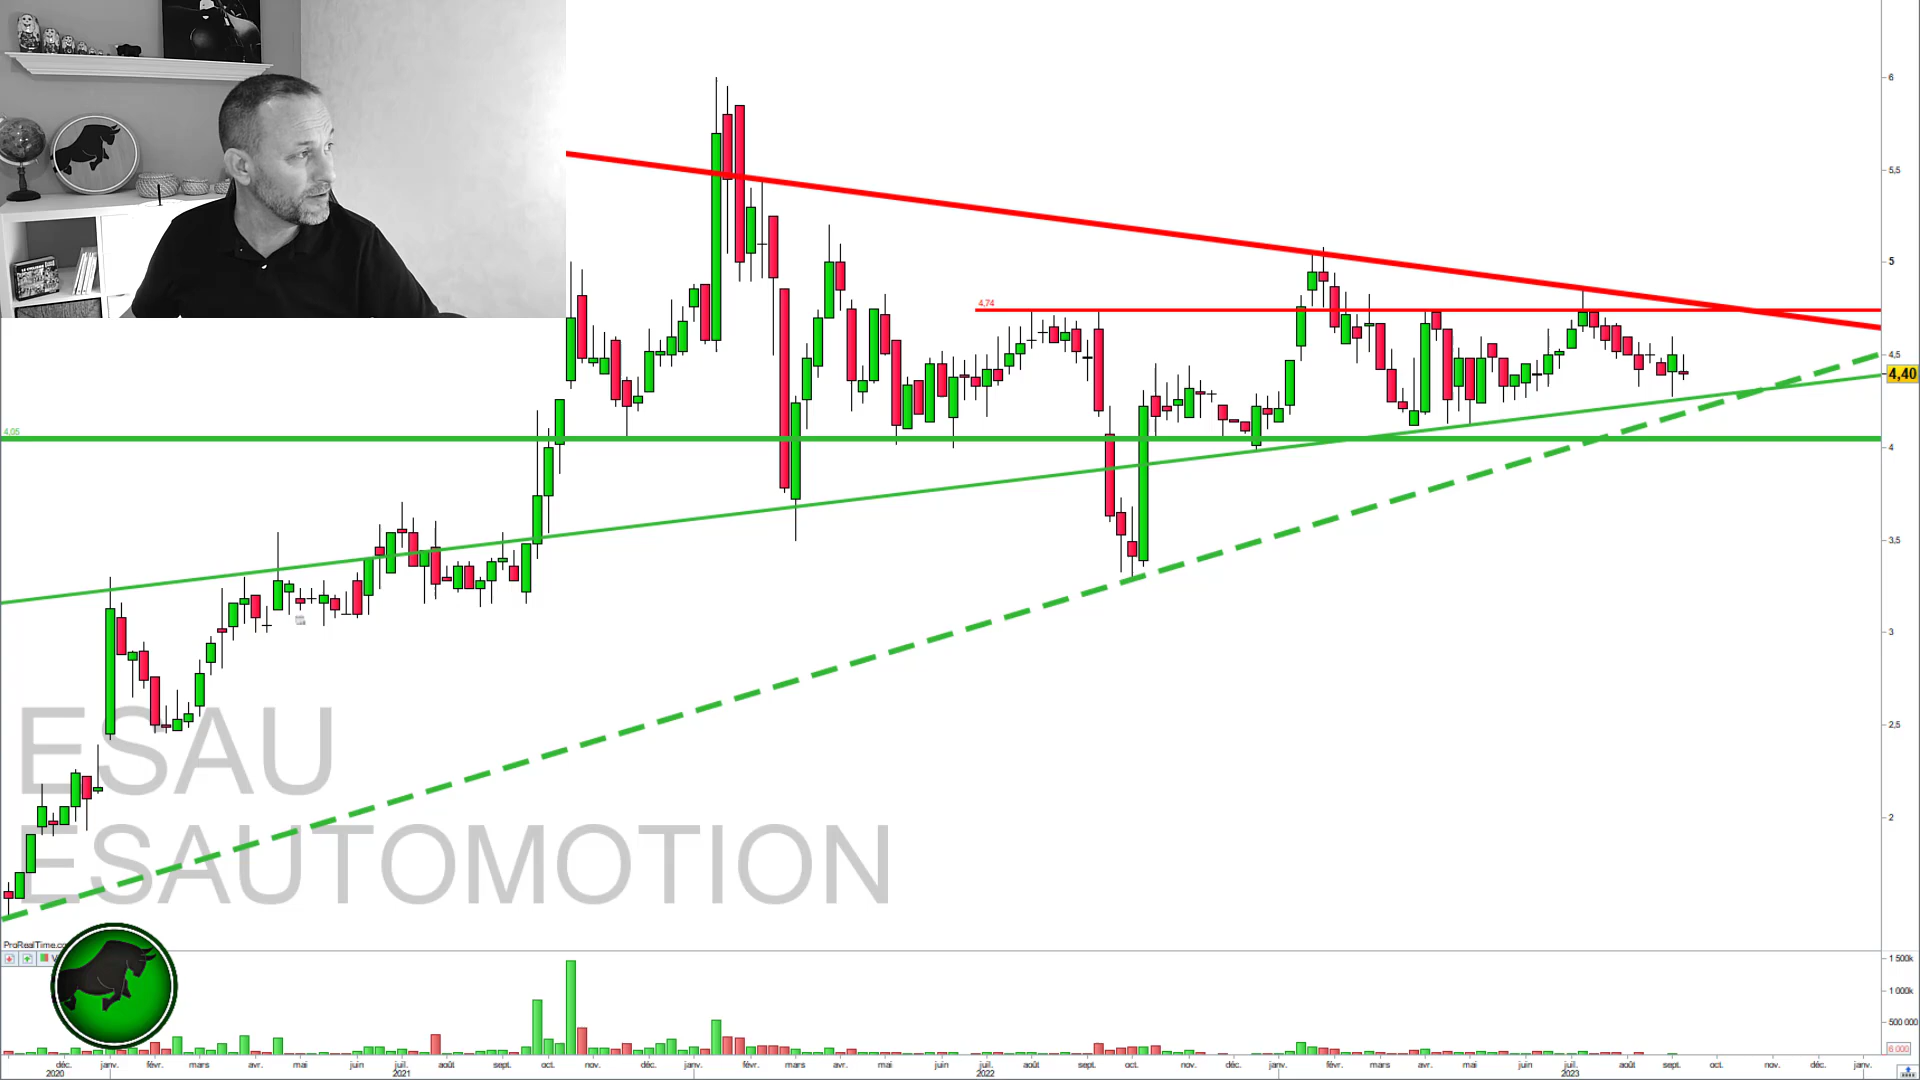 6
5,5
5
4,74
4,5
4,40
4,05
4
3,5
3
2,5
2
ESAU
ESAUTOMOTION
ProRealTime.co
1 500k
1 000k
500 000
6 000
déc. janv. févr. mars avr. mai juin juil. août sept. oct. nov. déc. janv. févr. mars avr. mai juin juil. août sept. oct. nov. déc. janv. févr. mars avr. mai juin juil. août sept. oct. nov. déc. janv.
2020 2021 2022 2023